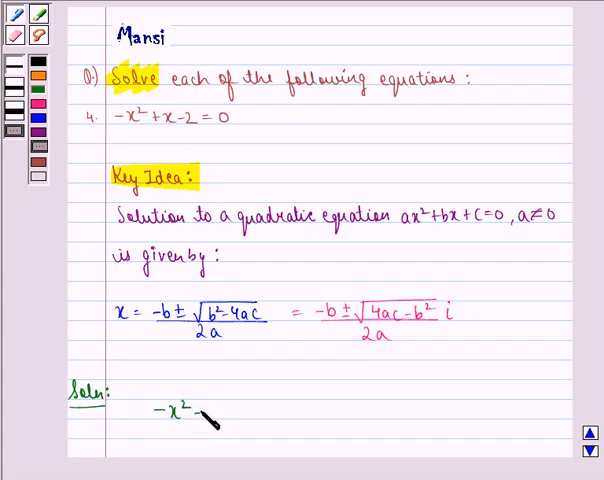 Mansi
Q.) Solve each of the following equations :
4. -x² + x - 2 = 0
Key Idea:
Solution to a quadratic equation ax² + bx + c = 0, a ≠ 0
is given by :
x = -b ± √(b² - 4ac) / 2a = -b ± √(4ac - b²) i / 2a
Soln:
-x² -